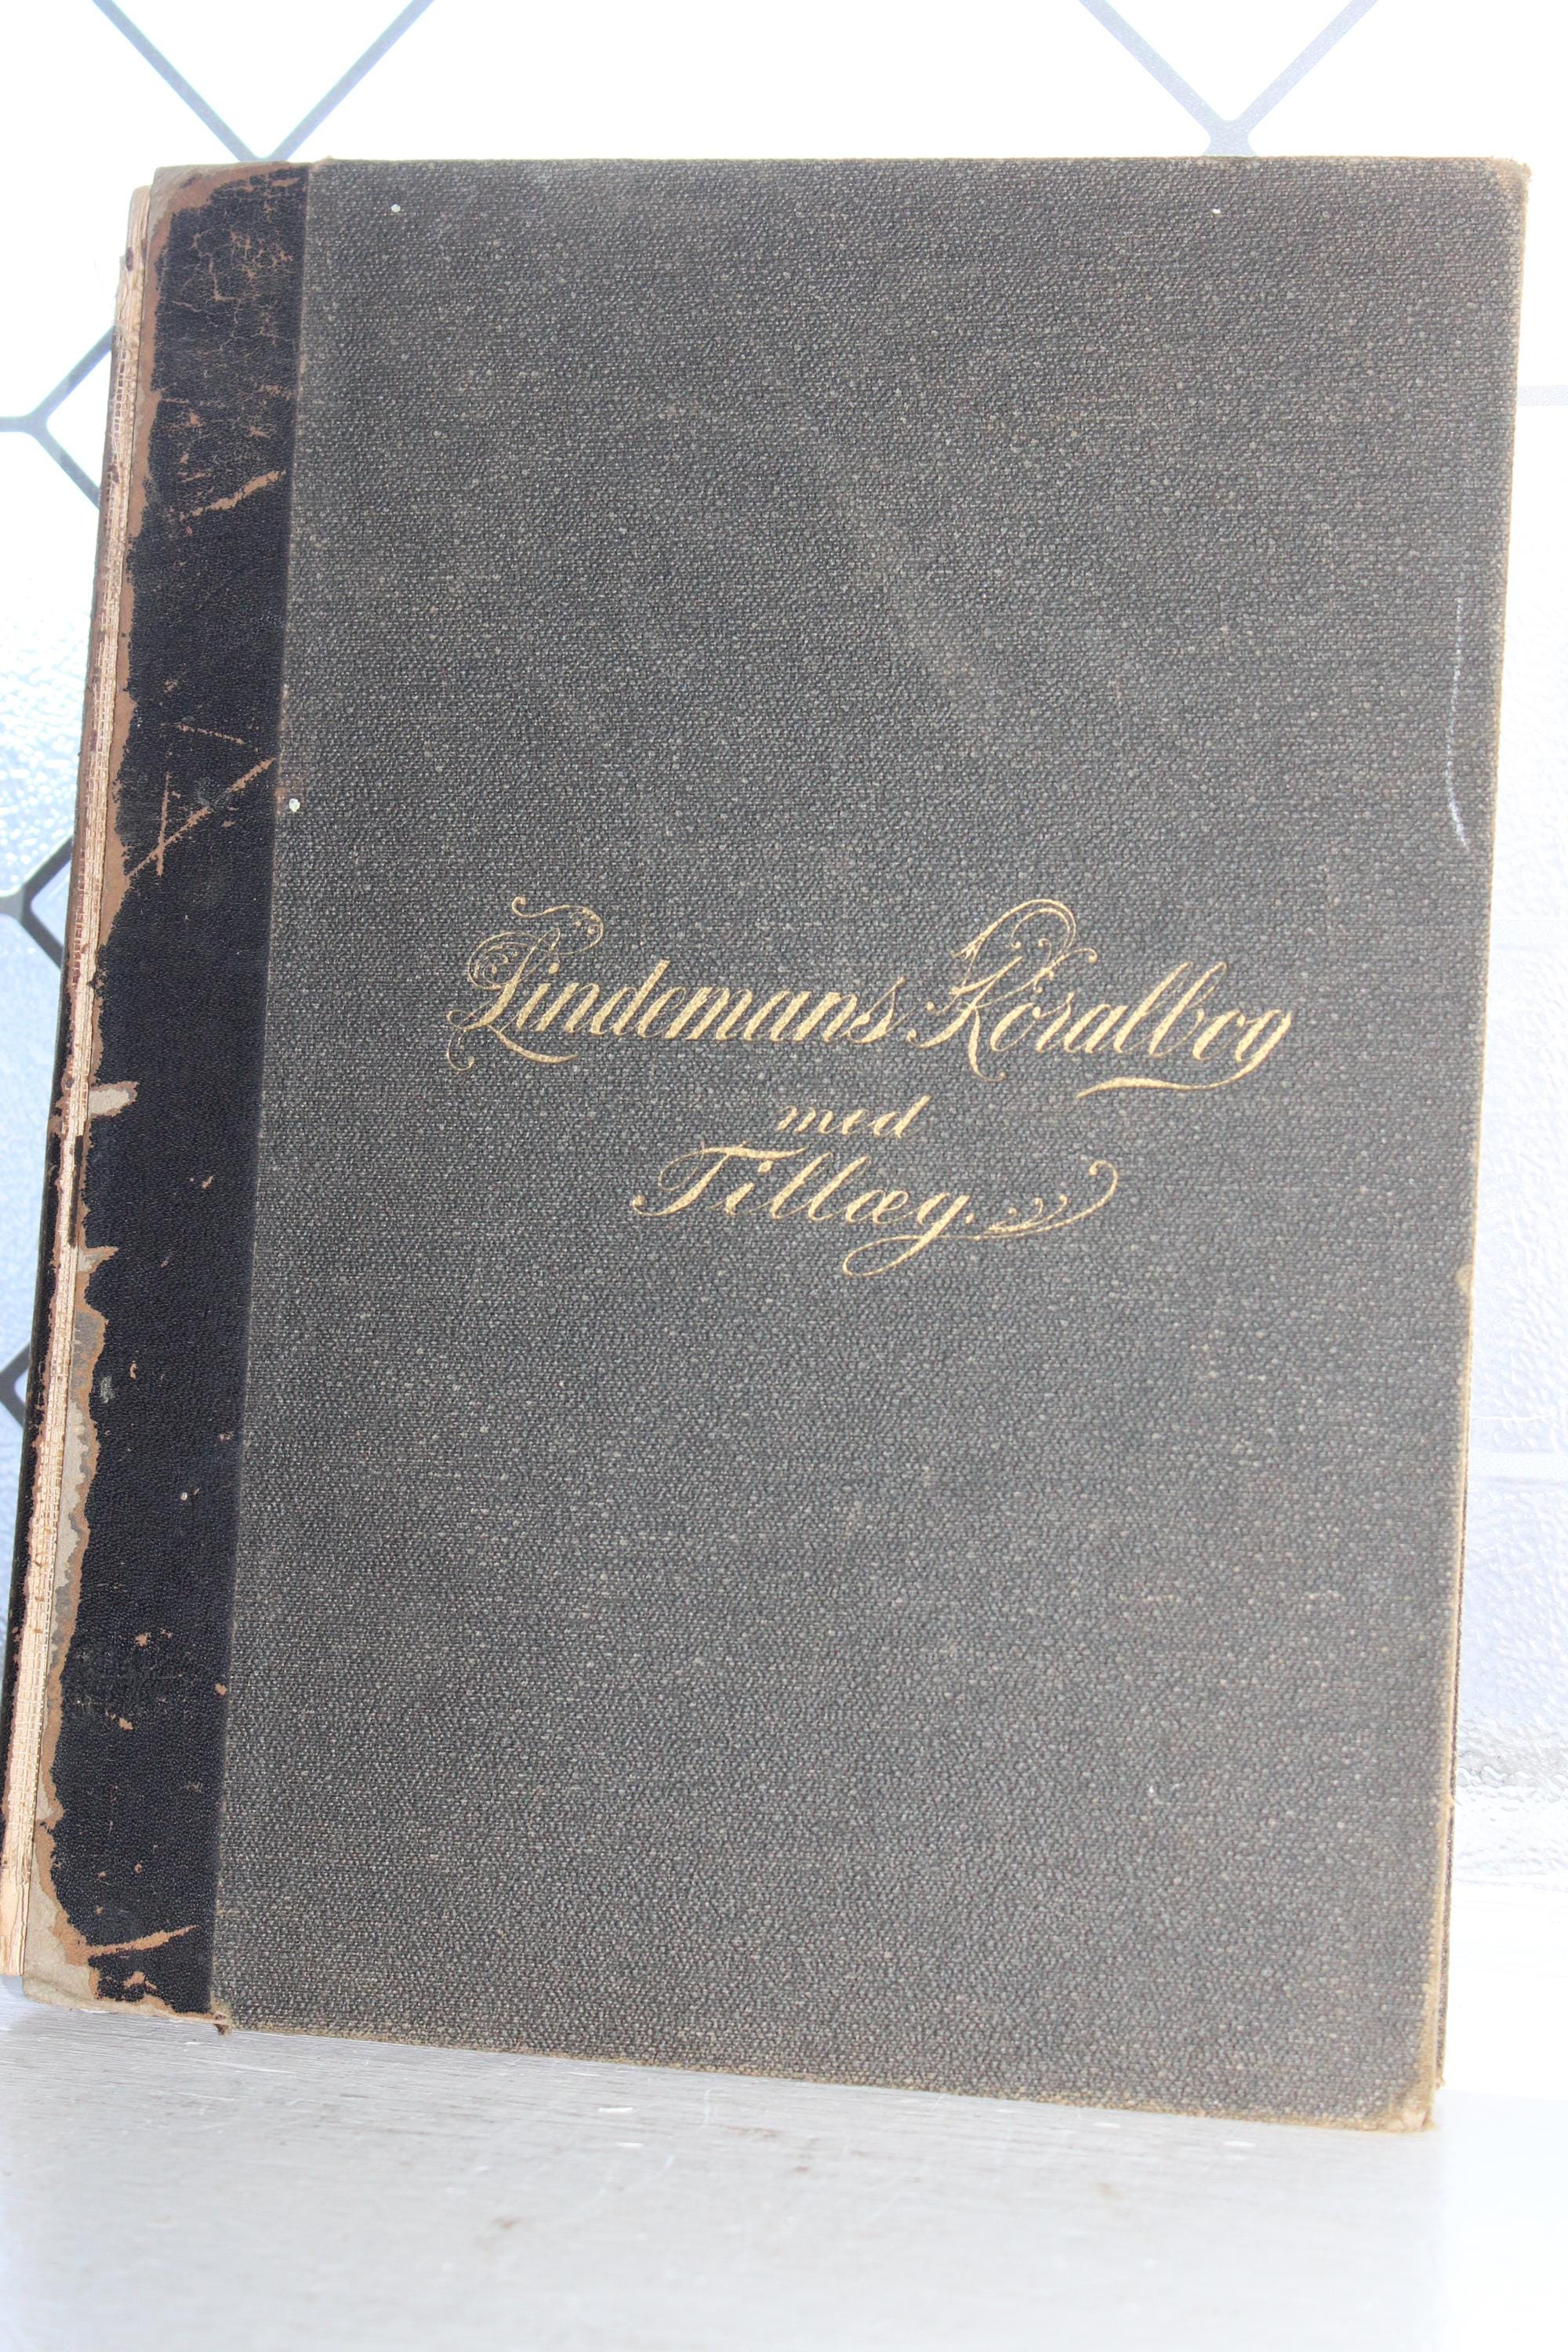 Lindemans Koralbog
med
Tillæg.